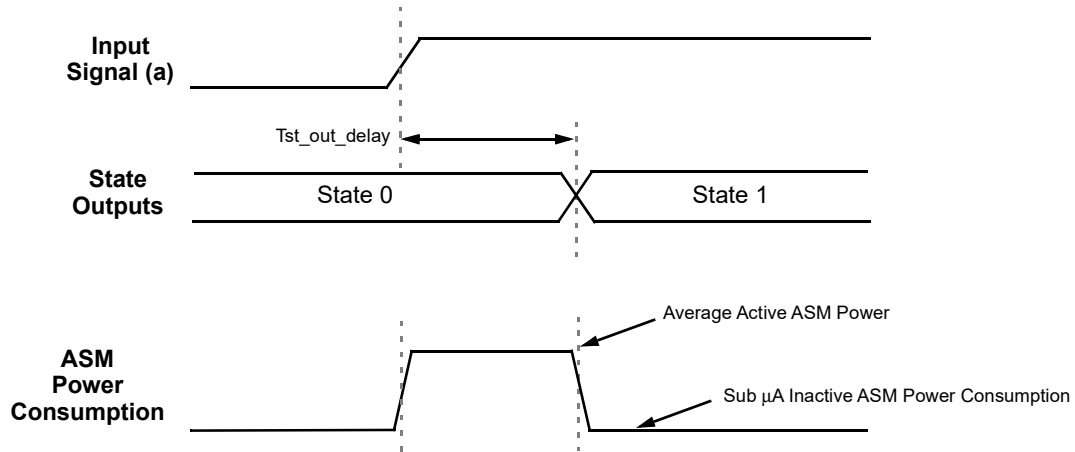 Input
Signal (a)
Tst_out_delay
State
Outputs
State 0
State 1
Average Active ASM Power
ASM
Power
Consumption
Sub μA Inactive ASM Power Consumption